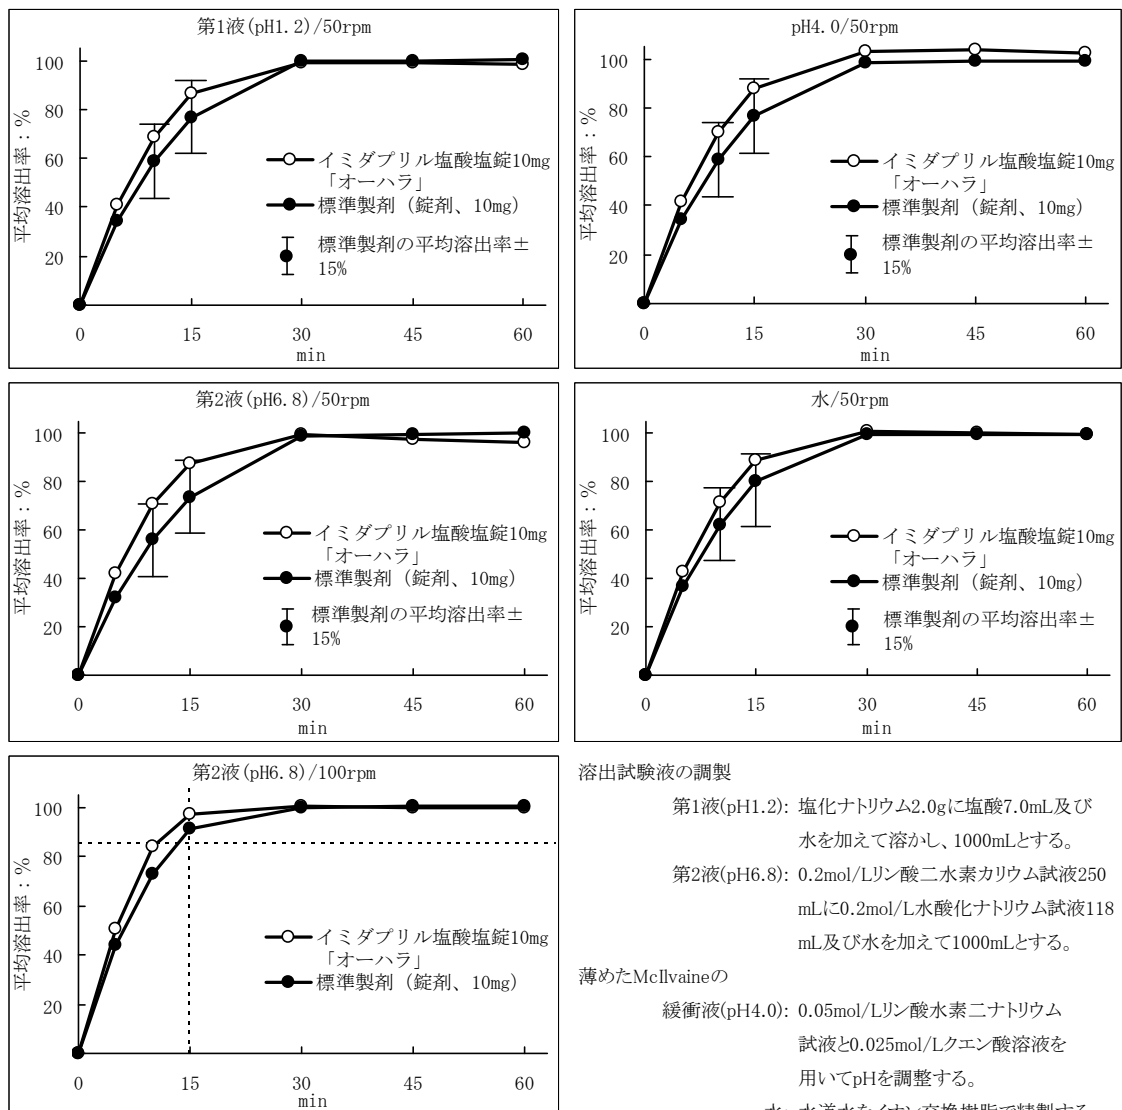 第1液(pH1.2)/50rpm
平均溶出率：%
100
80
60
40
20
0
15
30
45
60
min
イミダプリル塩酸塩錠10mg
「オーハラ」
標準製剤（錠剤、10mg）
標準製剤の平均溶出率±
15%
pH4.0/50rpm
平均溶出率：%
100
80
60
40
20
0
15
30
45
60
min
イミダプリル塩酸塩錠10mg
「オーハラ」
標準製剤（錠剤、10mg）
標準製剤の平均溶出率±
15%
第2液(pH6.8)/50rpm
平均溶出率：%
100
80
60
40
20
0
15
30
45
60
min
イミダプリル塩酸塩錠10mg
「オーハラ」
標準製剤（錠剤、10mg）
標準製剤の平均溶出率±
15%
水/50rpm
平均溶出率：%
100
80
60
40
20
0
15
30
45
60
min
イミダプリル塩酸塩錠10mg
「オーハラ」
標準製剤（錠剤、10mg）
標準製剤の平均溶出率±
15%
第2液(pH6.8)/100rpm
平均溶出率：%
100
80
60
40
20
0
15
30
45
60
min
イミダプリル塩酸塩錠10mg
「オーハラ」
標準製剤（錠剤、10mg）
溶出試験液の調製
第1液(pH1.2): 塩化ナトリウム2.0gに塩酸7.0mL及び
水を加えて溶かし、1000mLとする。
第2液(pH6.8): 0.2mol/Lリン酸二水素カリウム試液250
mLに0.2mol/L水酸化ナトリウム試液118
mL及び水を加えて1000mLとする。
薄めたMcIlvaineの
緩衝液(pH4.0): 0.05mol/Lリン酸水素二ナトリウム
試液と0.025mol/Lクエン酸溶液を
用いてpHを調整する。
水: 水道水をイオン交換樹脂で精製する